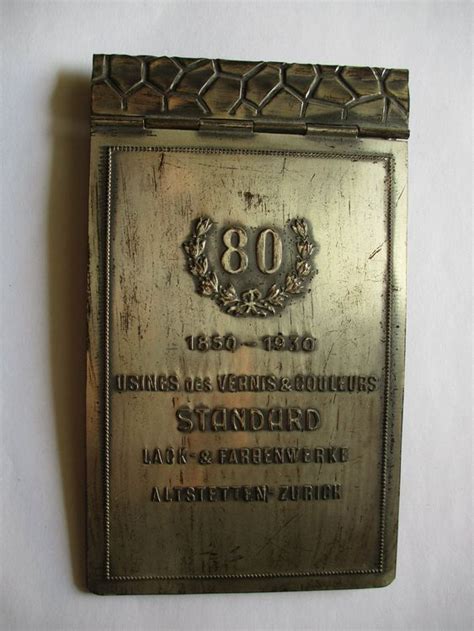 80
1850-1930
USINES des VERNIS & COULEURS
STANDARD
LACK- & FARBENWERKE
ALTSTETTEN-ZÜRICH